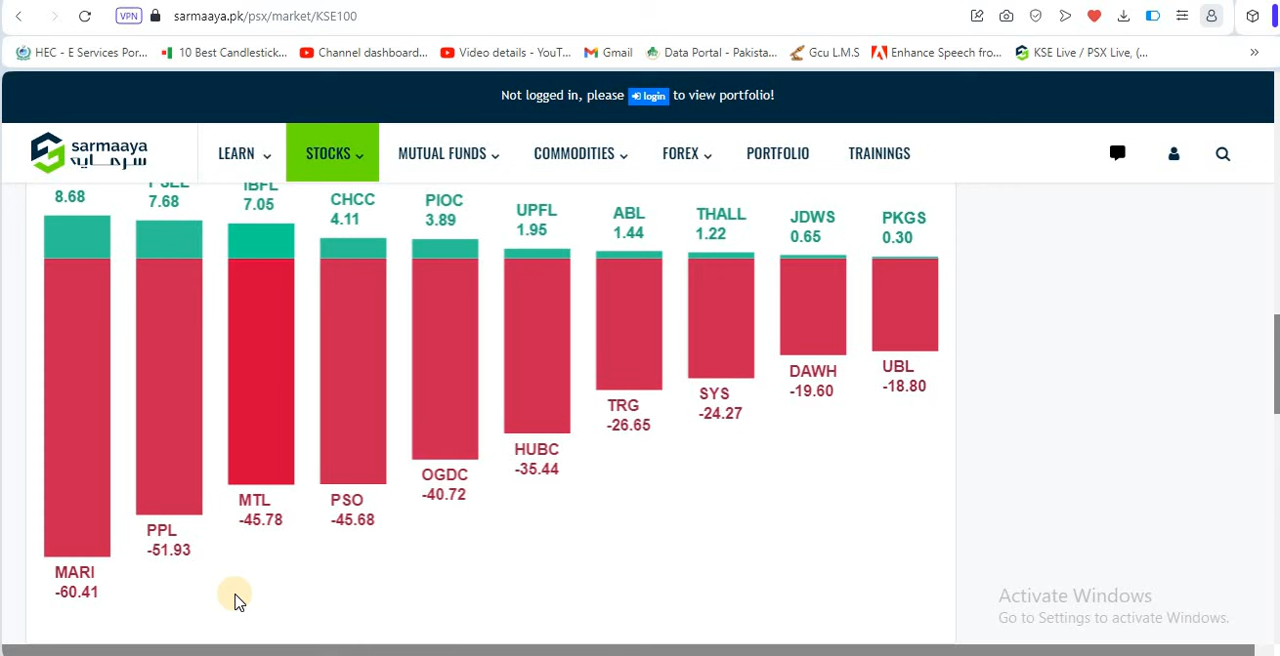 VPN
sarmaaya.pk/psx/market/KSE100
HEC - E Services Por...
10 Best Candlestick...
Channel dashboard...
Video details - YouT...
Gmail
Data Portal - Pakista...
Gcu L.M.S
Enhance Speech fro...
KSE Live / PSX Live, (...
»
Not logged in, please login to view portfolio!
sarmaaya
سرمایہ
LEARN
STOCKS
MUTUAL FUNDS
COMMODITIES
FOREX
PORTFOLIO
TRAININGS
8.68
7.68
IBFL
7.05
CHCC
4.11
PIOC
3.89
UPFL
1.95
ABL
1.44
THALL
1.22
JDWS
0.65
PKGS
0.30
MARI
-60.41
PPL
-51.93
MTL
-45.78
PSO
-45.68
OGDC
-40.72
HUBC
-35.44
TRG
-26.65
SYS
-24.27
DAWH
-19.60
UBL
-18.80
Activate Windows
Go to Settings to activate Windows.